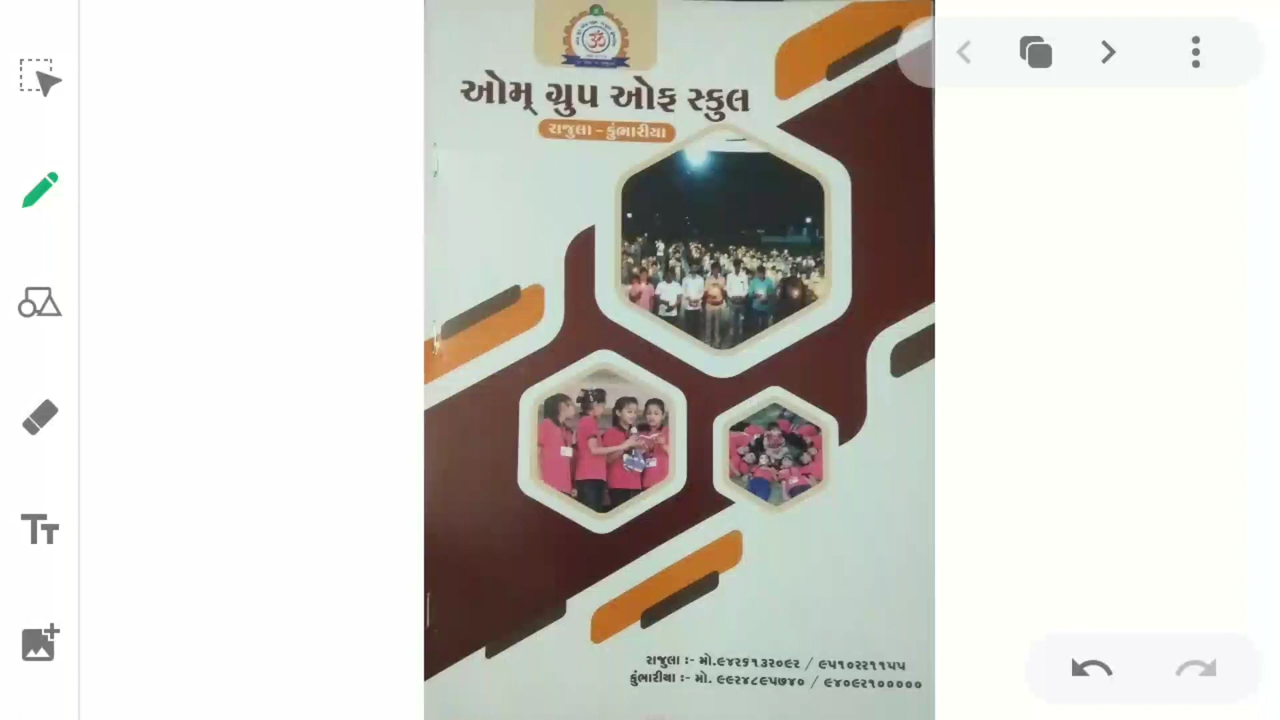 ઓમ્ ગ્રુપ ઓફ સ્કુલ
રાજુલા - કુંભારીયા
રાજુલા :- મો.૯૪૨૬૧૩૨૦૯૨ / ૯૫૧૦૨૨૧૧૫૫
કુંભારીયા :- મો. ૯૯૨૪૮૯૫૭૪૦ / ૯૪૦૯૨૧૦૦૦૦૦